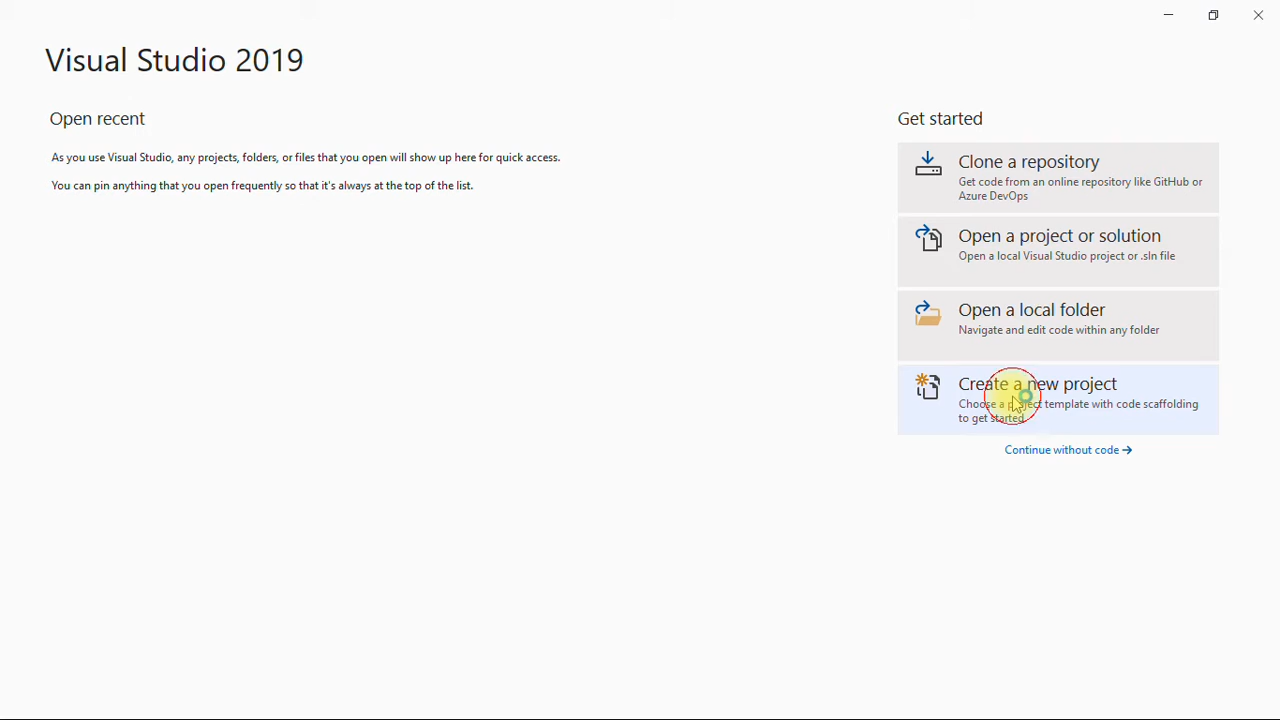 Visual Studio 2019
Open recent
As you use Visual Studio, any projects, folders, or files that you open will show up here for quick access.
You can pin anything that you open frequently so that it's always at the top of the list.
Get started
Clone a repository
Get code from an online repository like GitHub or
Azure DevOps
Open a project or solution
Open a local Visual Studio project or .sln file
Open a local folder
Navigate and edit code within any folder
Create a new project
Choose a project template with code scaffolding
to get started
Continue without code →